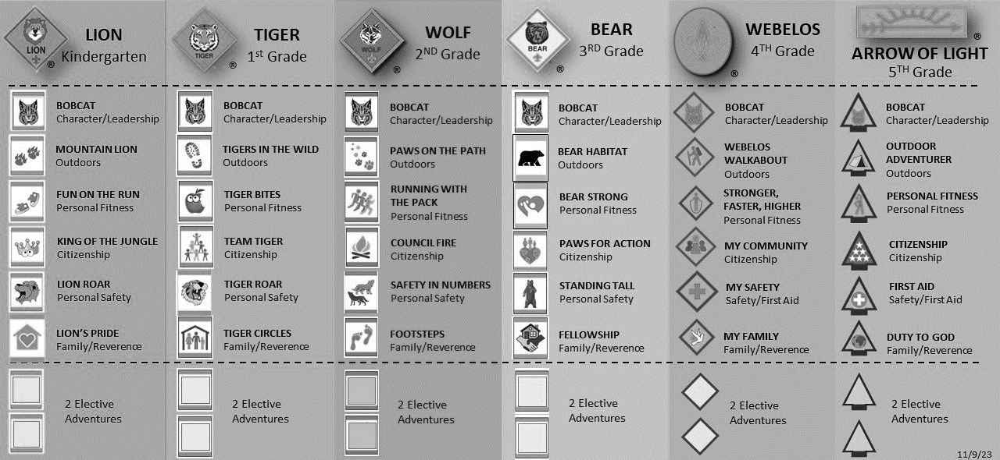 LION
Kindergarten
LION
®
BOBCAT
Character/Leadership
MOUNTAIN LION
Outdoors
FUN ON THE RUN
Personal Fitness
KING OF THE JUNGLE
Citizenship
LION ROAR
Personal Safety
LION'S PRIDE
Family/Reverence
2 Elective
Adventures
TIGER
1st Grade
TIGER
®
BOBCAT
Character/Leadership
TIGERS IN THE WILD
Outdoors
TIGER BITES
Personal Fitness
TEAM TIGER
Citizenship
TIGER ROAR
Personal Safety
TIGER CIRCLES
Family/Reverence
2 Elective
Adventures
WOLF
2ND Grade
WOLF
®
BOBCAT
Character/Leadership
PAWS ON THE PATH
Outdoors
RUNNING WITH
THE PACK
Personal Fitness
COUNCIL FIRE
Citizenship
SAFETY IN NUMBERS
Personal Safety
FOOTSTEPS
Family/Reverence
2 Elective
Adventures
BEAR
3RD Grade
BEAR
®
BOBCAT
Character/Leadership
BEAR HABITAT
Outdoors
BEAR STRONG
Personal Fitness
PAWS FOR ACTION
Citizenship
STANDING TALL
Personal Safety
FELLOWSHIP
Family/Reverence
2 Elective
Adventures
WEBELOS
4TH Grade
®
BOBCAT
Character/Leadership
WEBELOS
WALKABOUT
Outdoors
STRONGER,
FASTER, HIGHER
Personal Fitness
MY COMMUNITY
Citizenship
MY SAFETY
Safety/First Aid
MY FAMILY
Family/Reverence
2 Elective
Adventures
®
ARROW OF LIGHT
5TH Grade
BOBCAT
Character/Leadership
OUTDOOR
ADVENTURER
Outdoors
PERSONAL FITNESS
Personal Fitness
CITIZENSHIP
Citizenship
FIRST AID
Safety/First Aid
DUTY TO GOD
Family/Reverence
2 Elective
Adventures
11/9/23